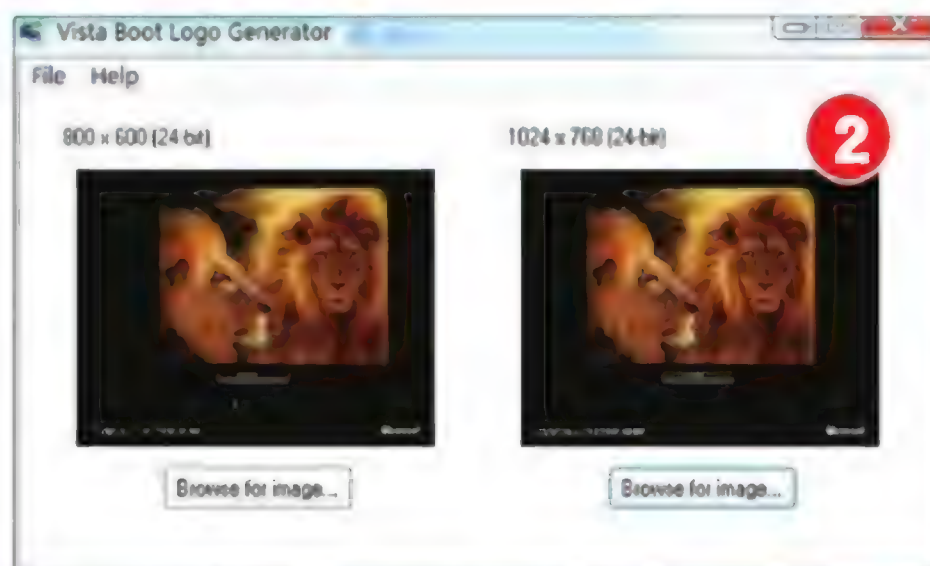 Vista Boot Logo Generator
File Help
800 x 600 (24-bit)
1024 x 768 (24-bit)
2
Browse for image...
Browse for image...